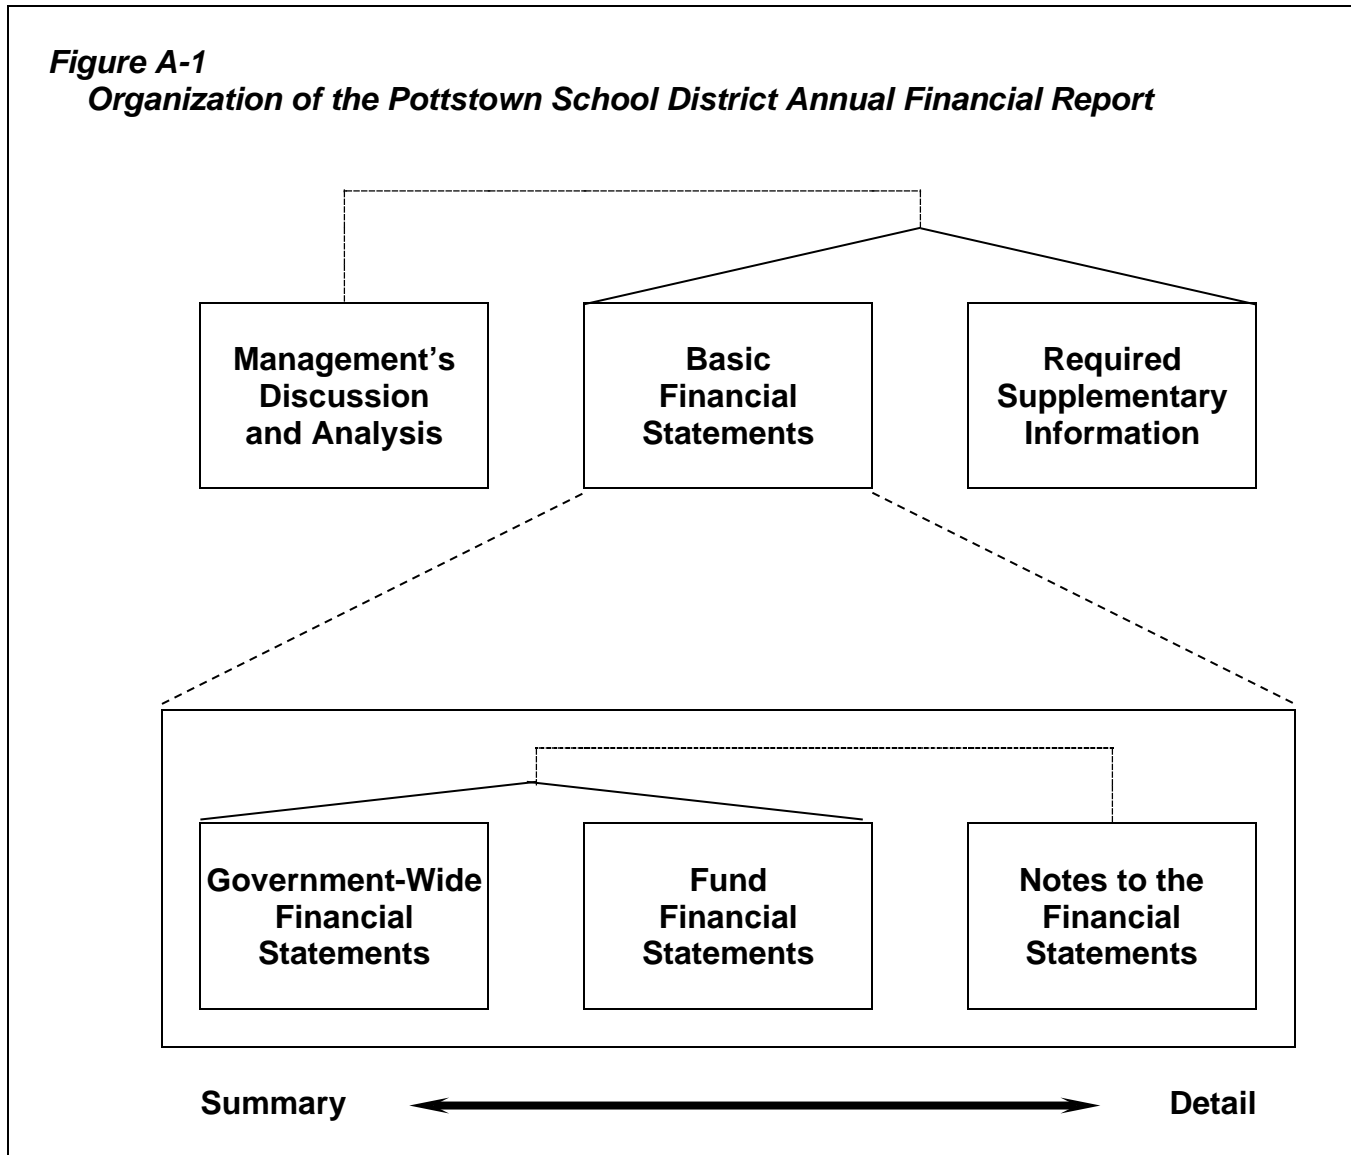 Figure A-1
Organization of the Pottstown School District Annual Financial Report
Management’s
Discussion
and Analysis
Basic
Financial
Statements
Required
Supplementary
Information
Government-Wide
Financial
Statements
Fund
Financial
Statements
Notes to the
Financial
Statements
Summary
Detail